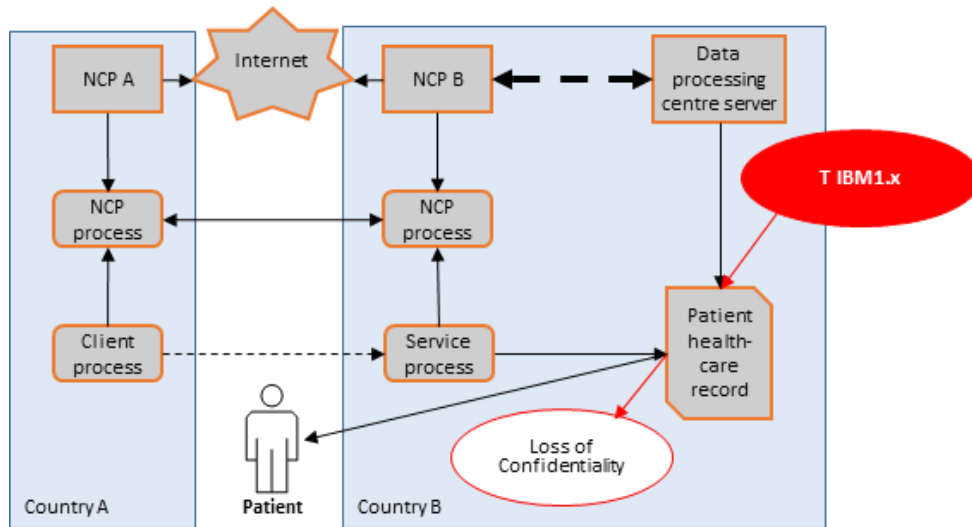 NCP A
Internet
NCP B
Data
processing
centre server
T IBM1.x
NCP
process
NCP
process
Client
process
Service
process
Patient
health-
care
record
Loss of
Confidentiality
Patient
Country A
Country B